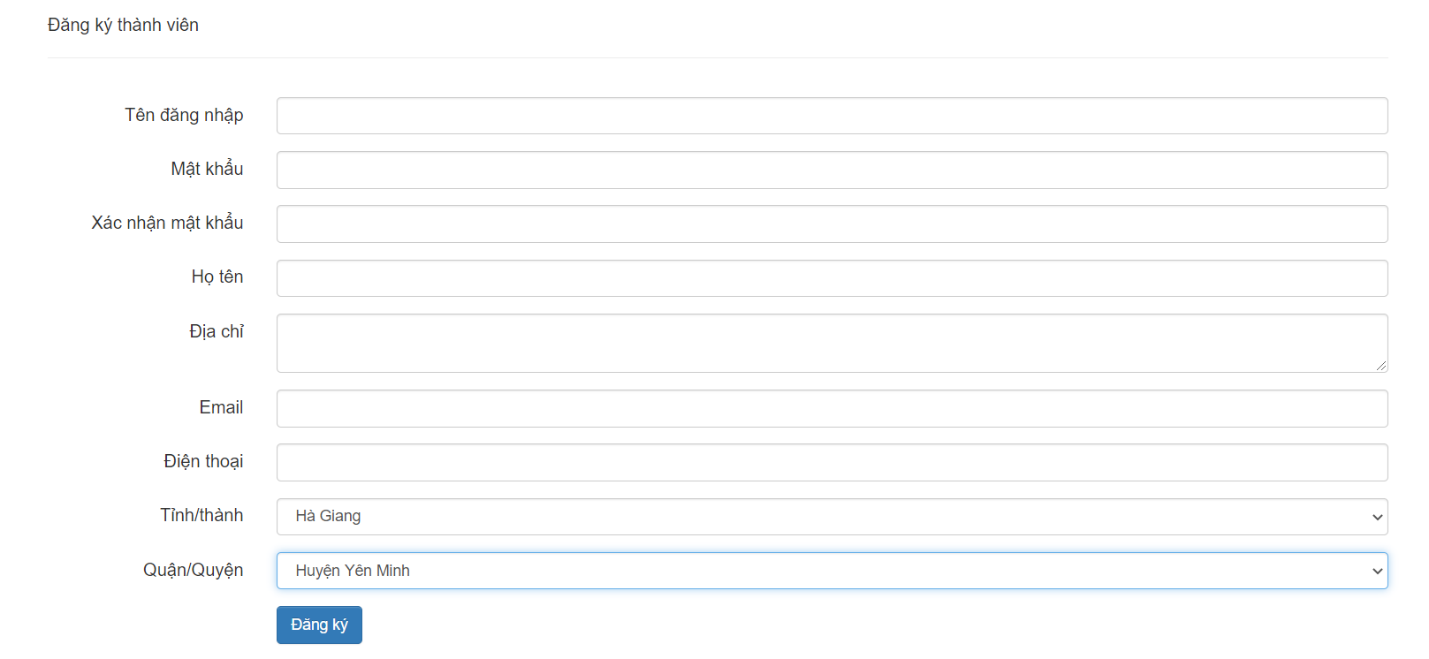 Đăng ký thành viên
Tên đăng nhập
Mật khẩu
Xác nhận mật khẩu
Họ tên
Địa chỉ
Email
Điện thoại
Tỉnh/thành Hà Giang
Quận/Quyện Huyện Yên Minh
Đăng ký